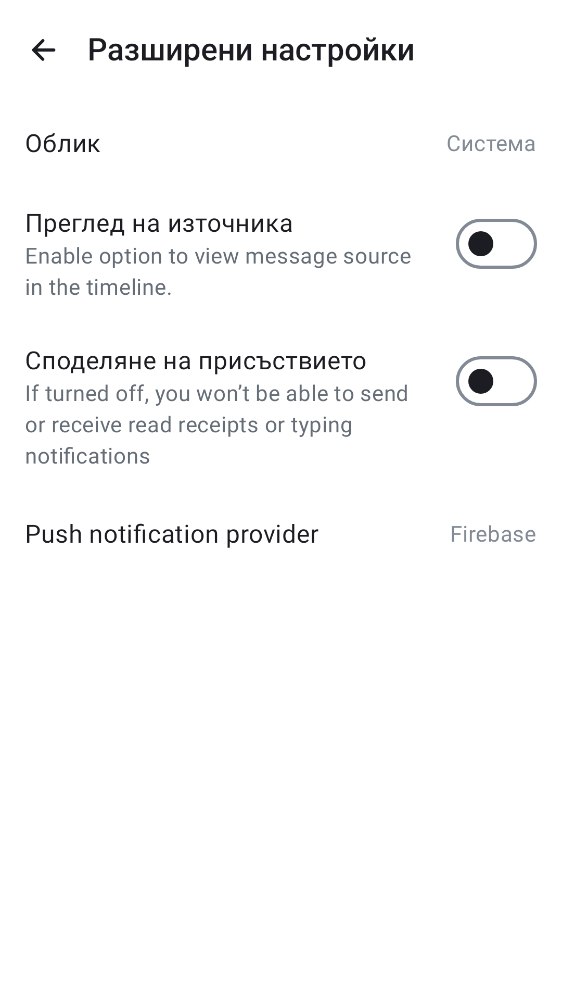 Разширени настройки
Облик
Система
Преглед на източника
Enable option to view message source
in the timeline.
Споделяне на присъствието
If turned off, you won’t be able to send
or receive read receipts or typing
notifications
Push notification provider
Firebase